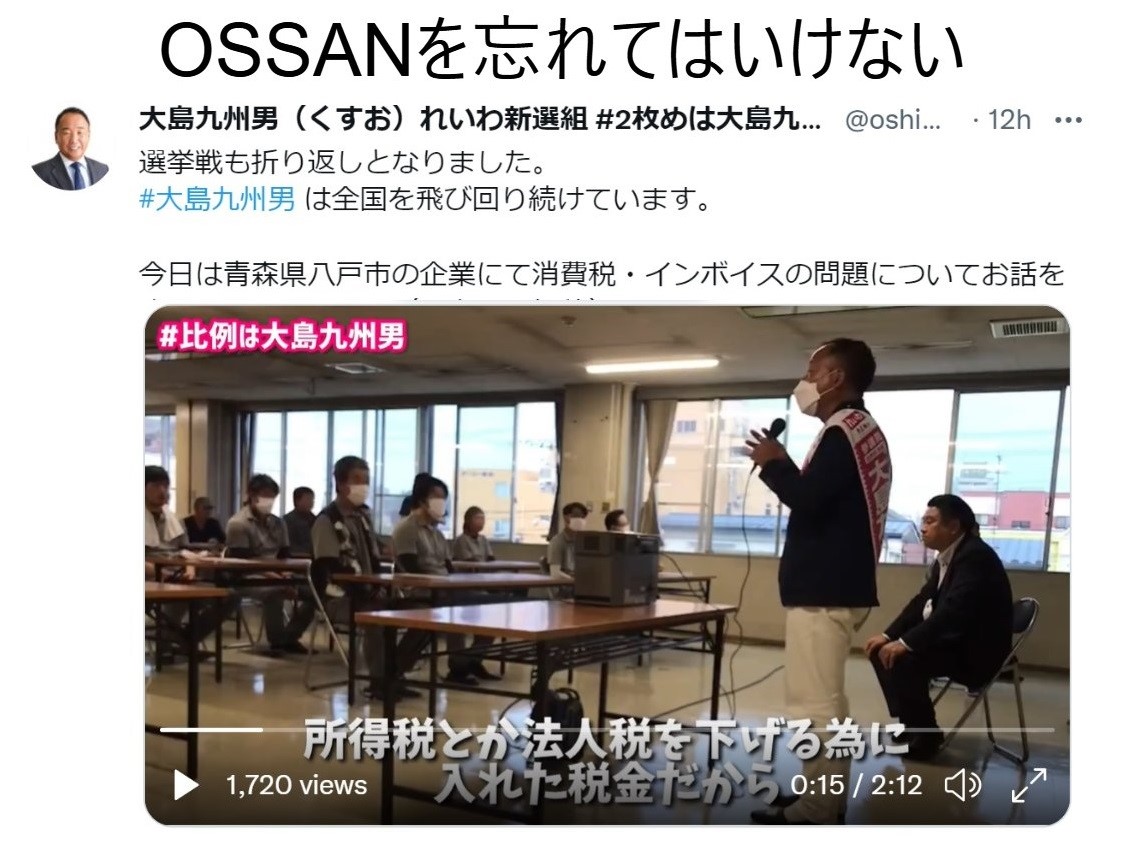 OSSANを忘れてはいけない
大島九州男（くすお）れいわ新選組 #2枚めは大島九... @oshi... · 12h ...
選挙戦も折り返しとなりました。
#大島九州男 は全国を飛び回り続けています。
今日は青森県八戸市の企業にて消費税・インボイスの問題についてお話を
#比例は大島九州男
所得税とか法人税を下げる為に
入れた税金だから
1,720 views
0:15 / 2:12